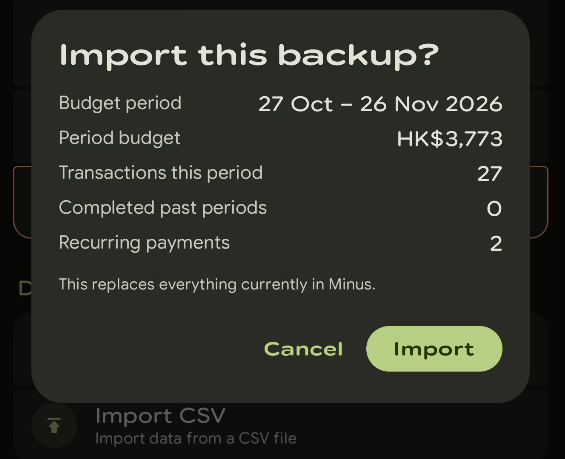 Import this backup?
Budget period 27 Oct – 26 Nov 2026
Period budget HK$3,773
Transactions this period 27
Completed past periods 0
Recurring payments 2
This replaces everything currently in Minus.
D
Cancel Import
Import CSV
Import data from a CSV file